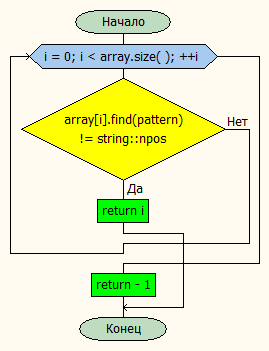 Начало
i = 0; i < array.size( ); ++i
array[i].find(pattern)
!= string::npos
Нет
Да
return i
return - 1
Конец